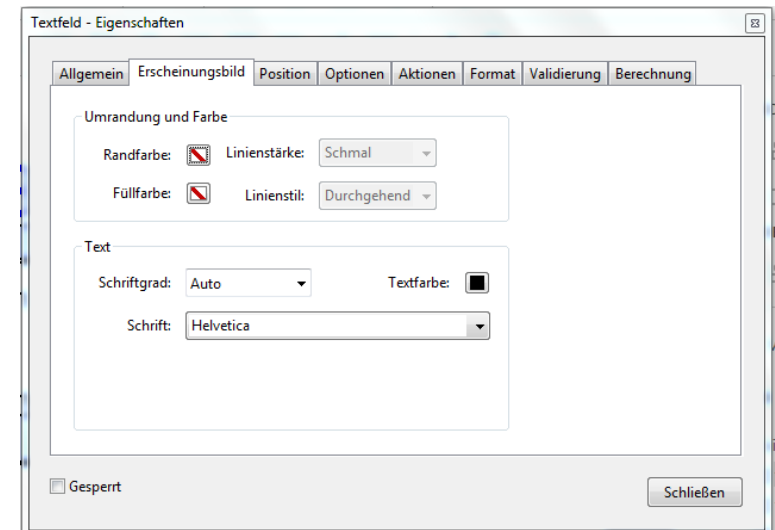 Textfeld - Eigenschaften
Allgemein Erscheinungsbild Position Optionen Aktionen Format Validierung Berechnung
Umrandung und Farbe
Randfarbe: Linienstärke: Schmal
Füllfarbe: Linienstil: Durchgehend
Text
Schriftgrad: Auto Textfarbe:
Schrift: Helvetica
Gesperrt
Schließen